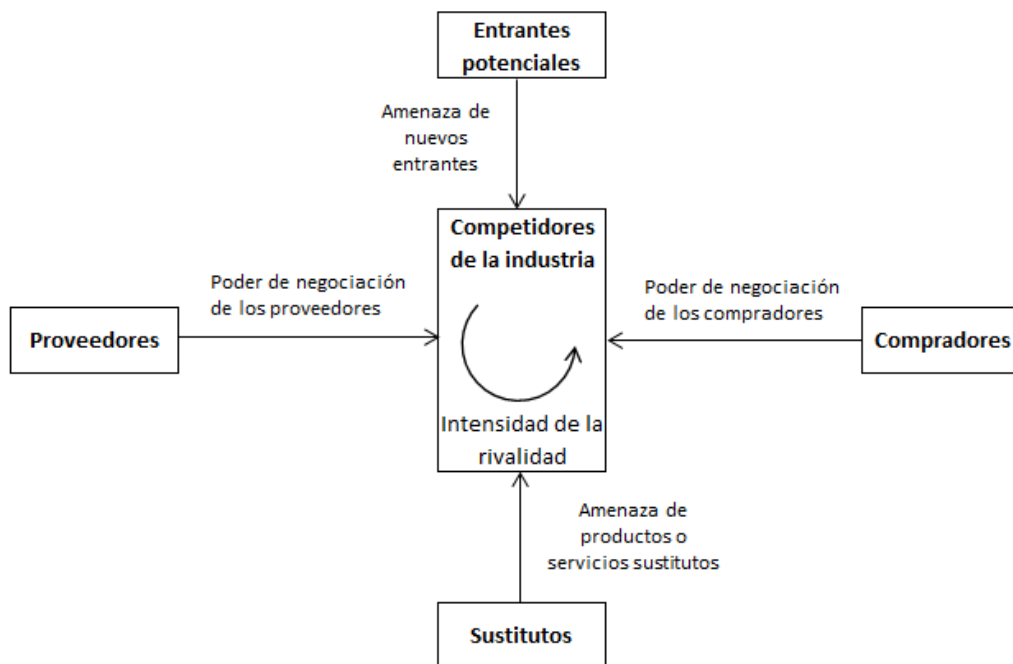 Entrantes
potenciales
Amenaza de
nuevos
entrantes
Competidores
de la industria
Poder de negociación
de los proveedores
Poder de negociación
de los compradores
Proveedores
Compradores
Intensidad de la
rivalidad
Amenaza de
productos o
servicios sustitutos
Sustitutos